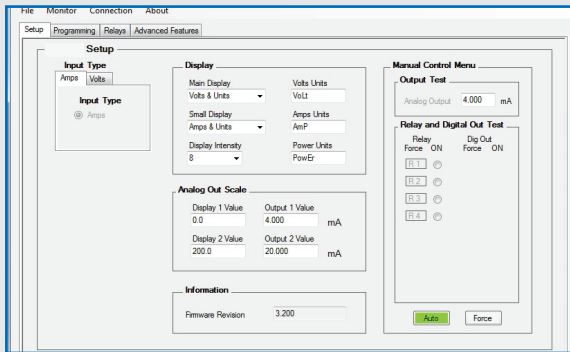 File Monitor Connection About
Setup Programming Relays Advanced Features
Setup
Input Type
Amps Volts
Input Type
Amps
Display
Main Display Volts Units
Volts & Units VoLt
Small Display Amps Units
Amps & Units AmP
Display Intensity Power Units
8 PowEr
Analog Out Scale
Display 1 Value Output 1 Value
0.0 4.000 mA
Display 2 Value Output 2 Value
200.0 20.000 mA
Information
Firmware Revision 3.200
Manual Control Menu
Output Test
Analog Output 4.000 mA
Relay and Digital Out Test
Relay Dig Out
Force ON Force ON
R 1
R 2
R 3
R 4
Auto Force